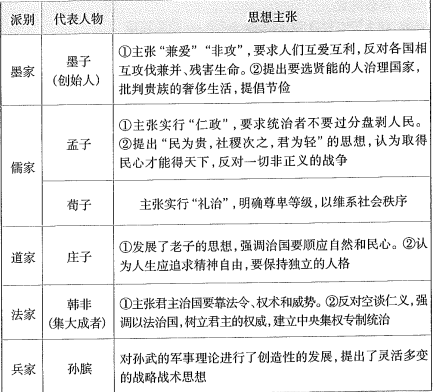 派别 代表人物 思想主张
墨家
墨子
(创始人)
①主张“兼爱”“非攻”,要求人们互爱互利,反对各国相
互攻伐兼并、残害生命。②提出要选贤能的人治理国家,
批判贵族的奢侈生活,提倡节俭
儒家
孟子
①主张实行“仁政”,要求统治者不要过分盘剥人民。
②提出“民为贵,社稷次之,君为轻”的思想,认为取得
民心才能得天下,反对一切非正义的战争
荀子
主张实行“礼治”,明确尊卑等级,以维系社会秩序
道家
庄子
①发展了老子的思想,强调治国要顺应自然和民心。②认
为人生应追求精神自由,要保持独立的人格
法家
韩非
(集大成者)
①主张君主治国要靠法令、权术和威势。②反对空谈仁义,强
调以法治国,树立君主的权威,建立中央集权专制统治
兵家
孙膑
对孙武的军事理论进行了创造性的发展,提出了灵活多变
的战略战术思想